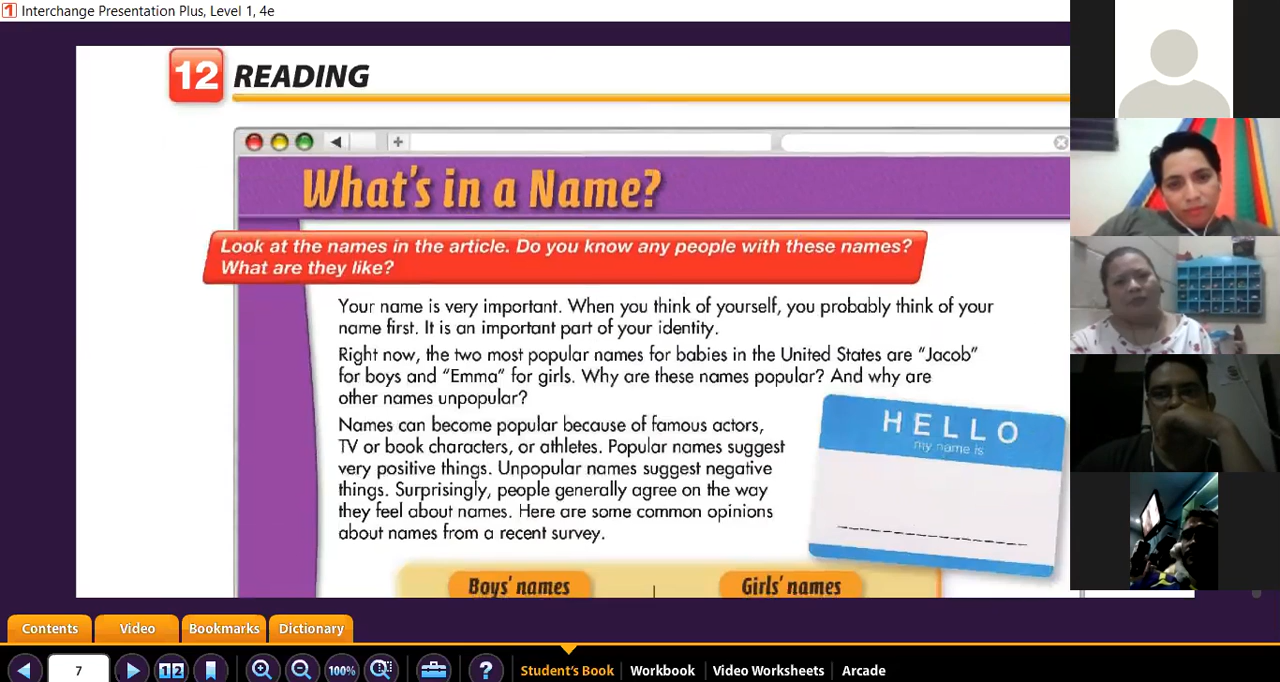 Interchange Presentation Plus, Level 1, 4e
12 READING
What's in a Name?
Look at the names in the article. Do you know any people with these names?
What are they like?
Your name is very important. When you think of yourself, you probably think of your
name first. It is an important part of your identity.
Right now, the two most popular names for babies in the United States are "Jacob"
for boys and "Emma" for girls. Why are these names popular? And why are
other names unpopular?
Names can become popular because of famous actors,
TV or book characters, or athletes. Popular names suggest
very positive things. Unpopular names suggest negative
things. Surprisingly, people generally agree on the way
they feel about names. Here are some common opinions
about names from a recent survey.
HELLO
my name is
Boys' names Girls' names
Contents Video Bookmarks Dictionary
7 12 100% ? Student's Book Workbook Video Worksheets Arcade